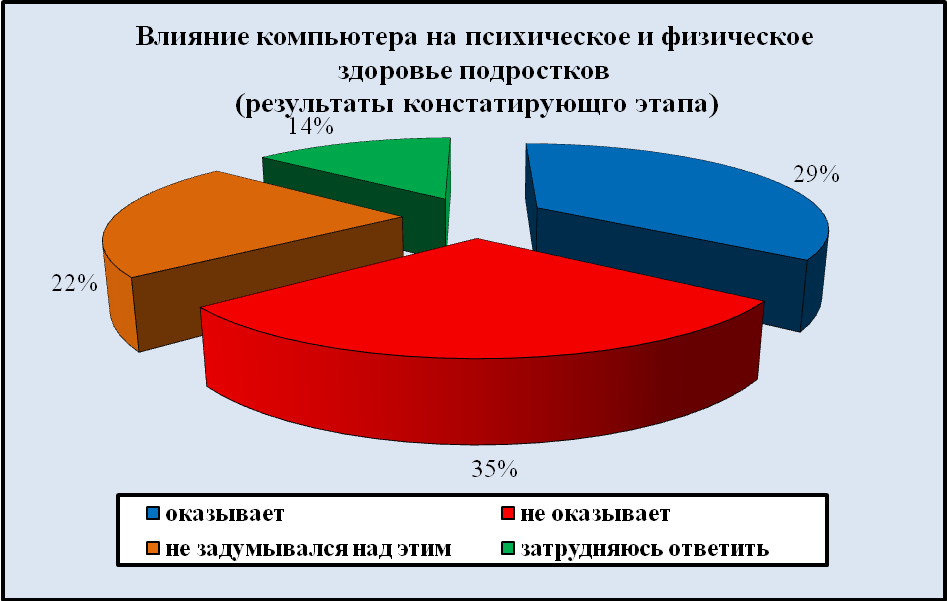 Влияние компьютера на психическое и физическое
здоровье подростков
(результаты констатирующго этапа)
14%
29%
22%
35%
оказывает
не оказывает
не задумывался над этим
затрудняюсь ответить